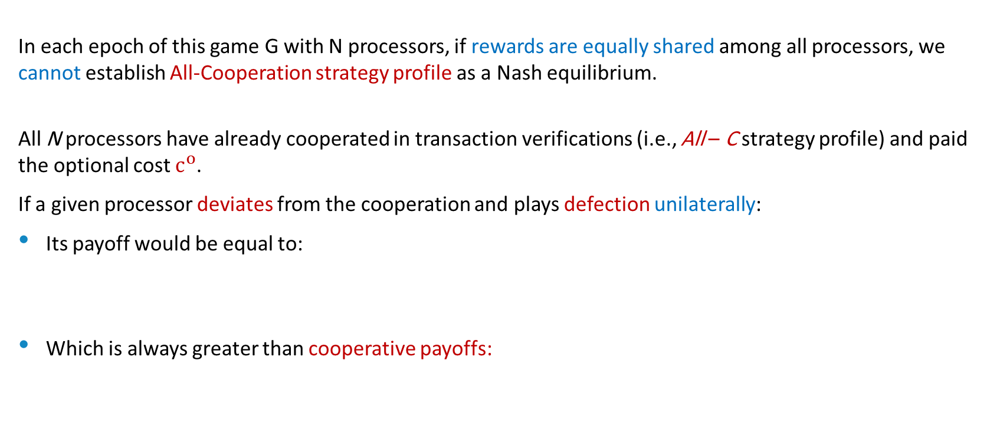 In each epoch of this game G with N processors, if rewards are equally shared among all processors, we
cannot establish All-Cooperation strategy profile as a Nash equilibrium.
All N processors have already cooperated in transaction verifications (i.e., All− C strategy profile) and paid
the optional cost cᵒ.
If a given processor deviates from the cooperation and plays defection unilaterally:
• Its payoff would be equal to:
• Which is always greater than cooperative payoffs: